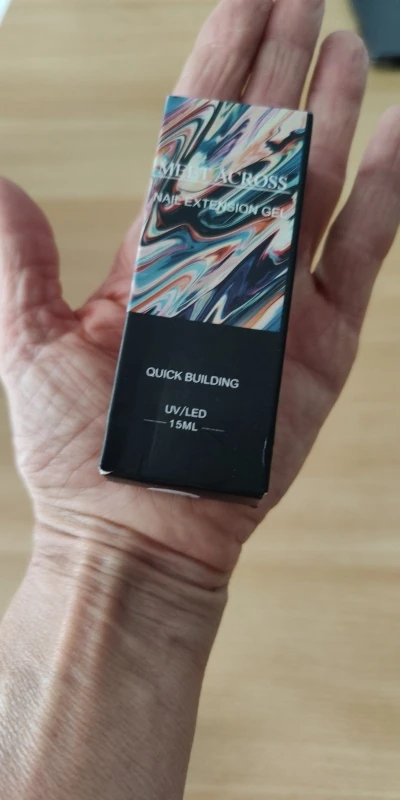 MEET ACROSS
NAIL EXTENSION GEL
QUICK BUILDING
UV/LED
15ML